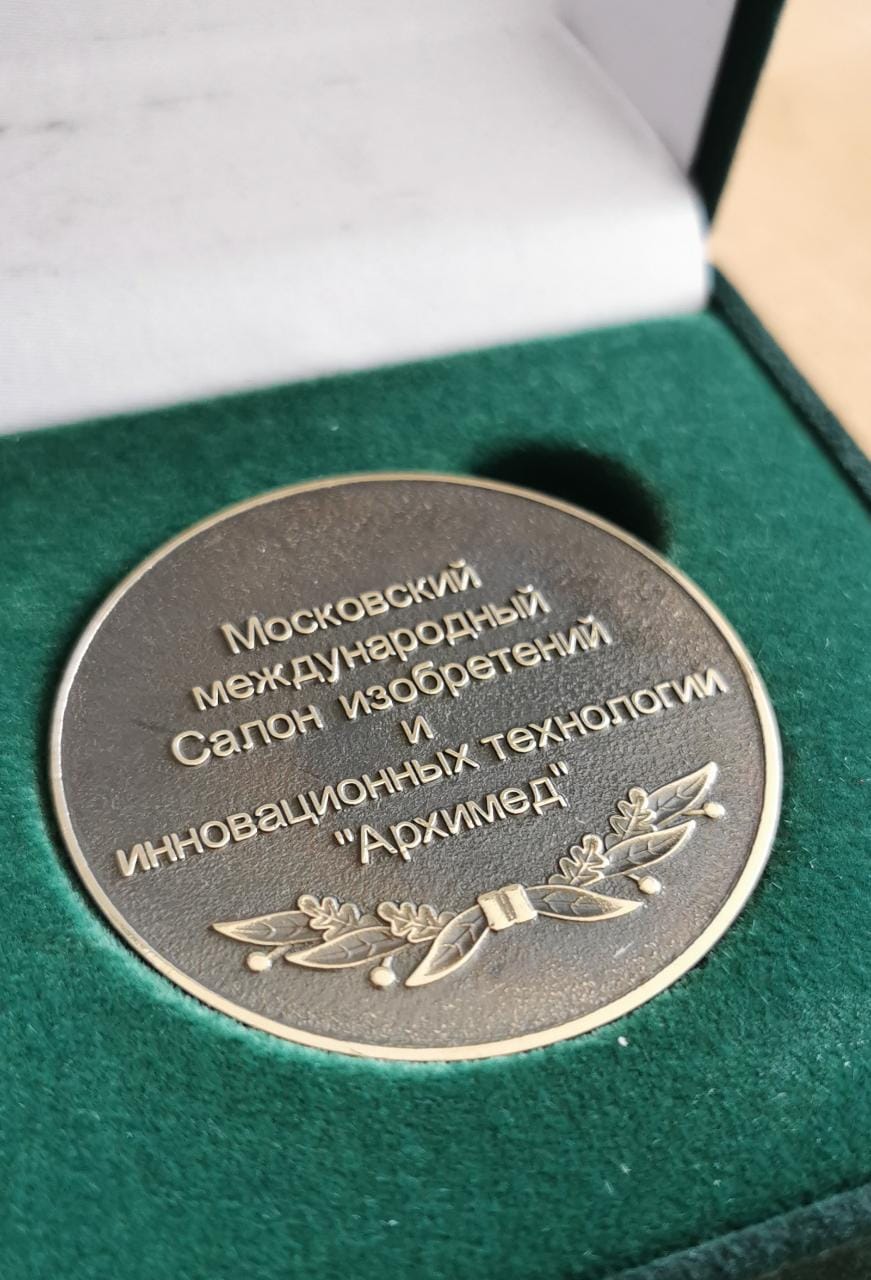 Московский
международный
Салон изобретений
и
инновационных технологии
"Архимед"